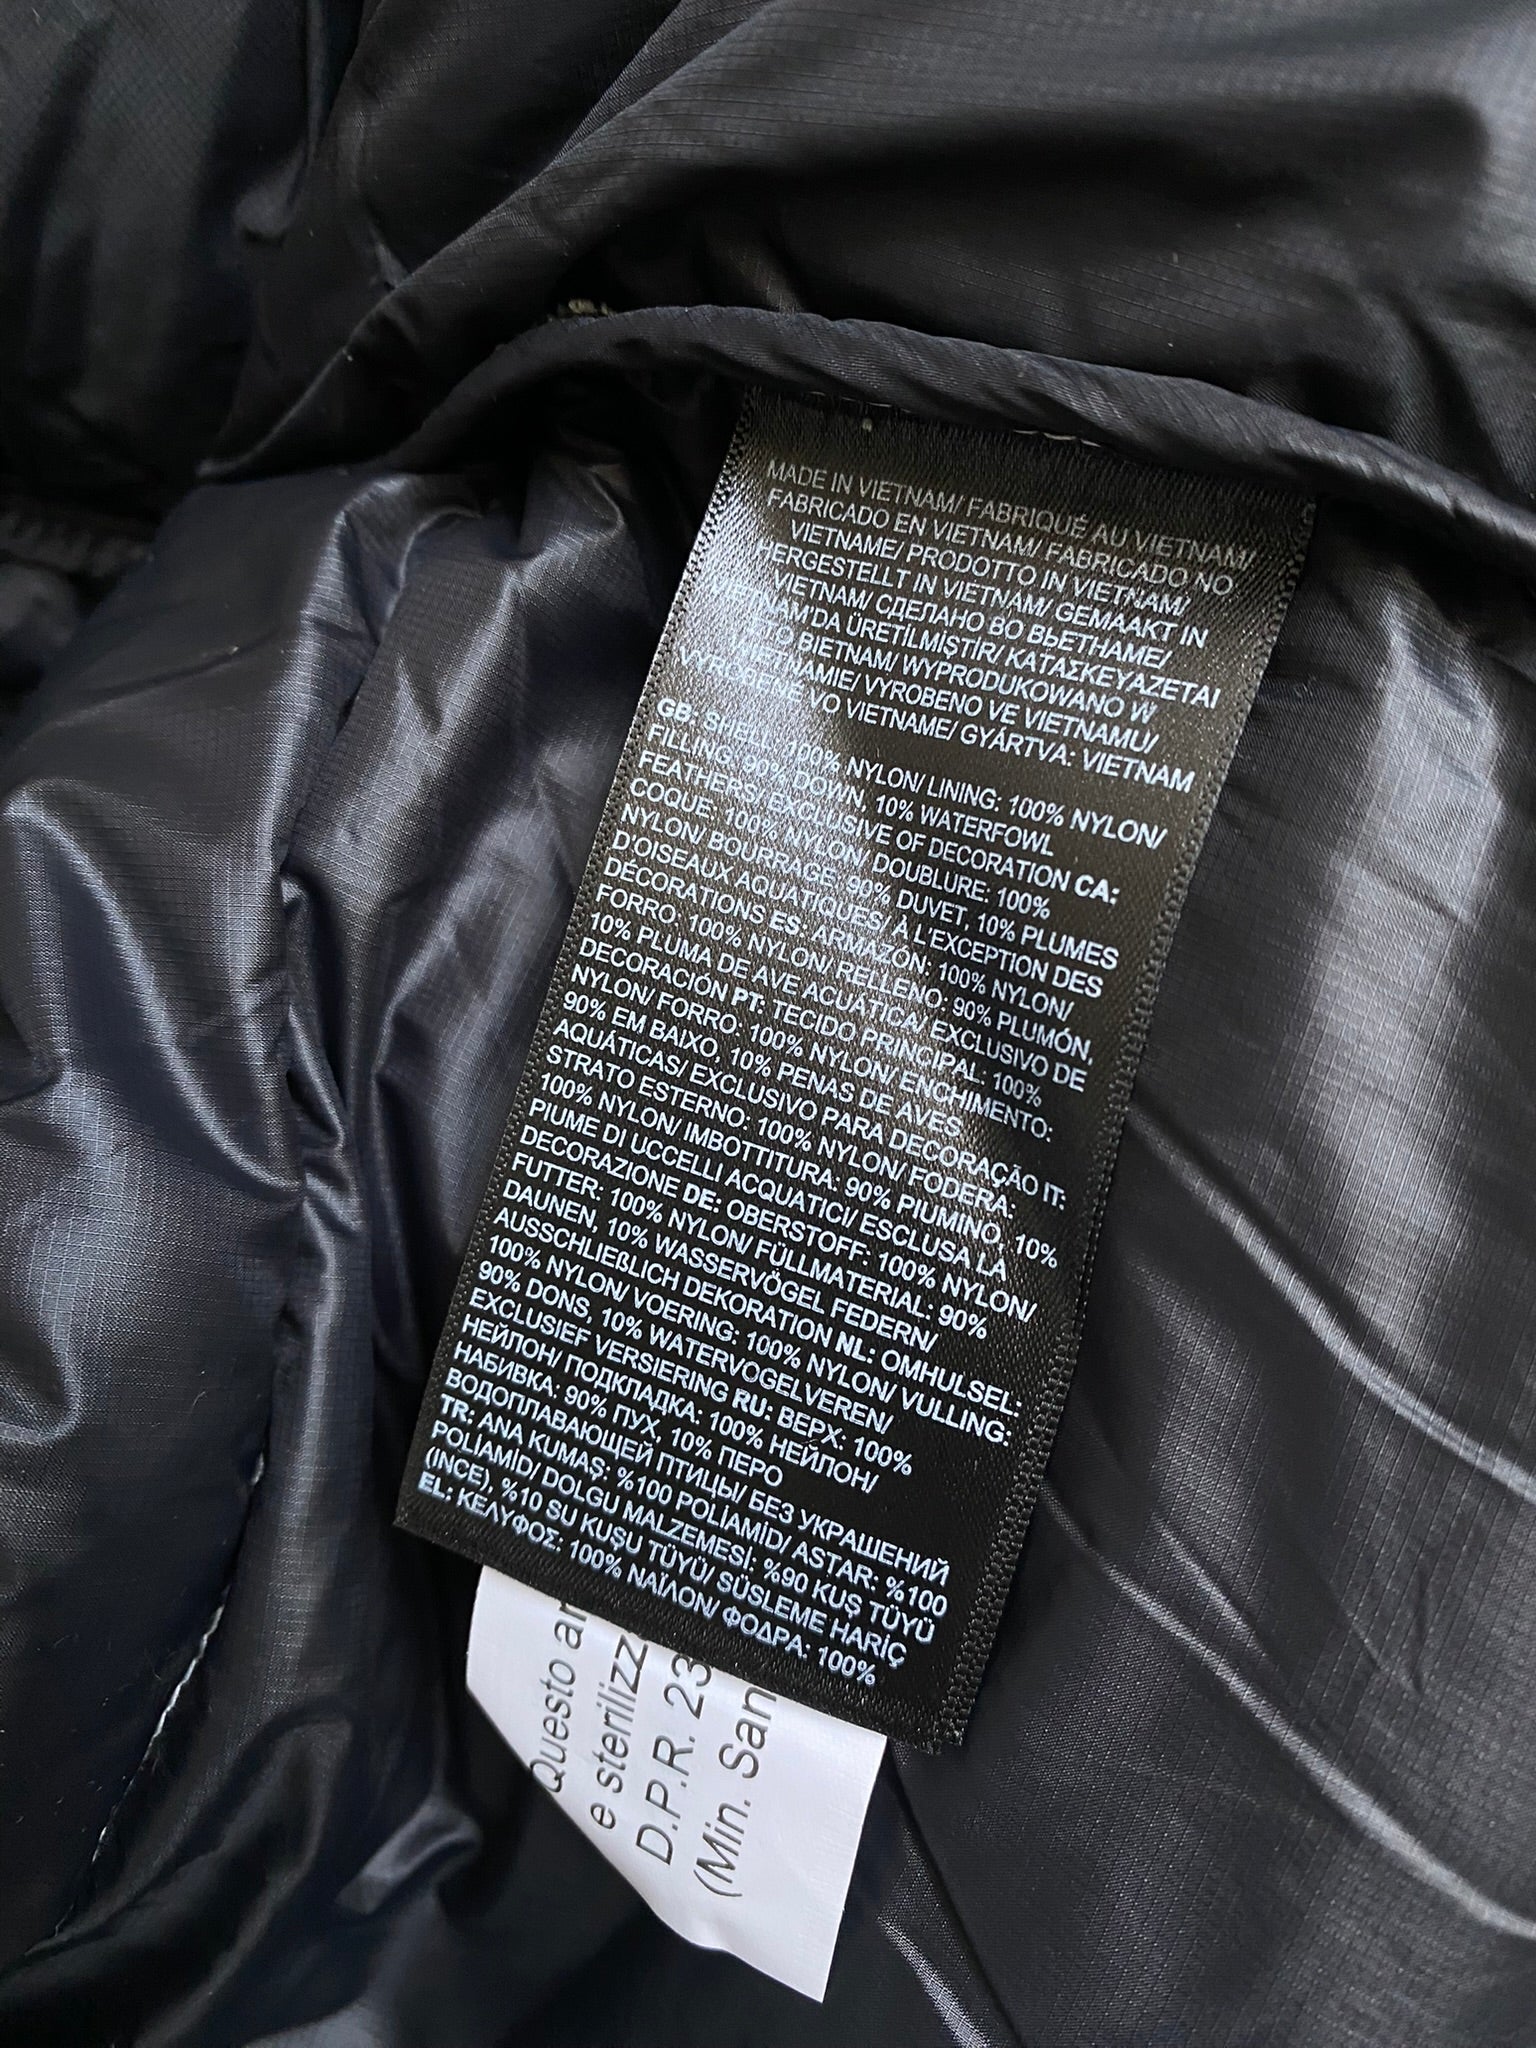 MADE IN VIETNAM/ FABRIQUÉ AU VIETNAM/
FABRICADO EN VIETNAM/ FABRICADO NO
VIETNAME/ PRODOTTO IN VIETNAM/
HERGESTELLT IN VIETNAM/ GEMAAKT IN
VIETNAM/ СДЕЛАНО ВО ВЬЕТНАМЕ/
VIETNAM'DA ÜRETİLMİŞTİR/ ΚΑΤΑΣΚΕΥΑΖΕΤΑΙ
ΣΤΟ ΒΙΕΤΝΑΜ/ WYPRODUKOWANO W
WIETNAMIE/ VYROBENO VE VIETNAMU/
VYROBENÉ VO VIETNAME/ GYÁRTVA: VIETNAM
GB: SHELL: 100% NYLON/ LINING: 100% NYLON/
FILLING: 90% DOWN, 10% WATERFOWL
FEATHERS/ EXCLUSIVE OF DECORATION CA:
COQUE: 100% NYLON/ DOUBLURE: 100%
NYLON/ BOURRAGE: 90% DUVET, 10% PLUMES
D'OISEAUX AQUATIQUES/ À L'EXCEPTION DES
DÉCORATIONS ES: ARMAZÓN: 100% NYLON/
FORRO: 100% NYLON/ RELLENO: 90% PLUMÓN,
10% PLUMA DE AVE ACUÁTICA/ EXCLUSIVO DE
DECORACIÓN PT: TECIDO PRINCIPAL: 100%
NYLON/ FORRO: 100% NYLON/ ENCHIMENTO:
90% EM BAIXO, 10% PENAS DE AVES
AQUÁTICAS/ EXCLUSIVO PARA DECORAÇÃO IT:
STRATO ESTERNO: 100% NYLON/ FODERA:
100% NYLON/ IMBOTTITURA: 90% PIUMINO, 10%
PIUME DI UCCELLI ACQUATICI/ ESCLUSA LA
DECORAZIONE DE: OBERSTOFF: 100% NYLON/
FUTTER: 100% NYLON/ FÜLLMATERIAL: 90%
DAUNEN, 10% WASSERVÖGEL FEDERN/
AUSSCHLIEßLICH DEKORATION NL: OMHULSEL:
100% NYLON/ VOERING: 100% NYLON/ VULLING:
90% DONS, 10% WATERVOGELVEREN/
EXCLUSIEF VERSIERING RU: ВЕРХ: 100%
НЕЙЛОН/ ПОДКЛАДКА: 100% НЕЙЛОН/
НАБИВКА: 90% ПУХ, 10% ПЕРО
ВОДОПЛАВАЮЩЕЙ ПТИЦЫ/ БЕЗ УКРАШЕНИЙ
TR: ANA KUMAŞ: %100 POLİAMİD/ ASTAR: %100
POLİAMİD/ DOLGU MALZEMESİ: %90 KUŞ TÜYÜ
(İNCE), %10 SU KUŞU TÜYÜ/ SÜSLEME HARİÇ
EL: ΚΕΛΥΦΟΣ: 100% ΝΑΪΛΟΝ/ ΦΟΔΡΑ: 100%
Questo ar
e sterilizz
D.P.R. 23
(Min. San